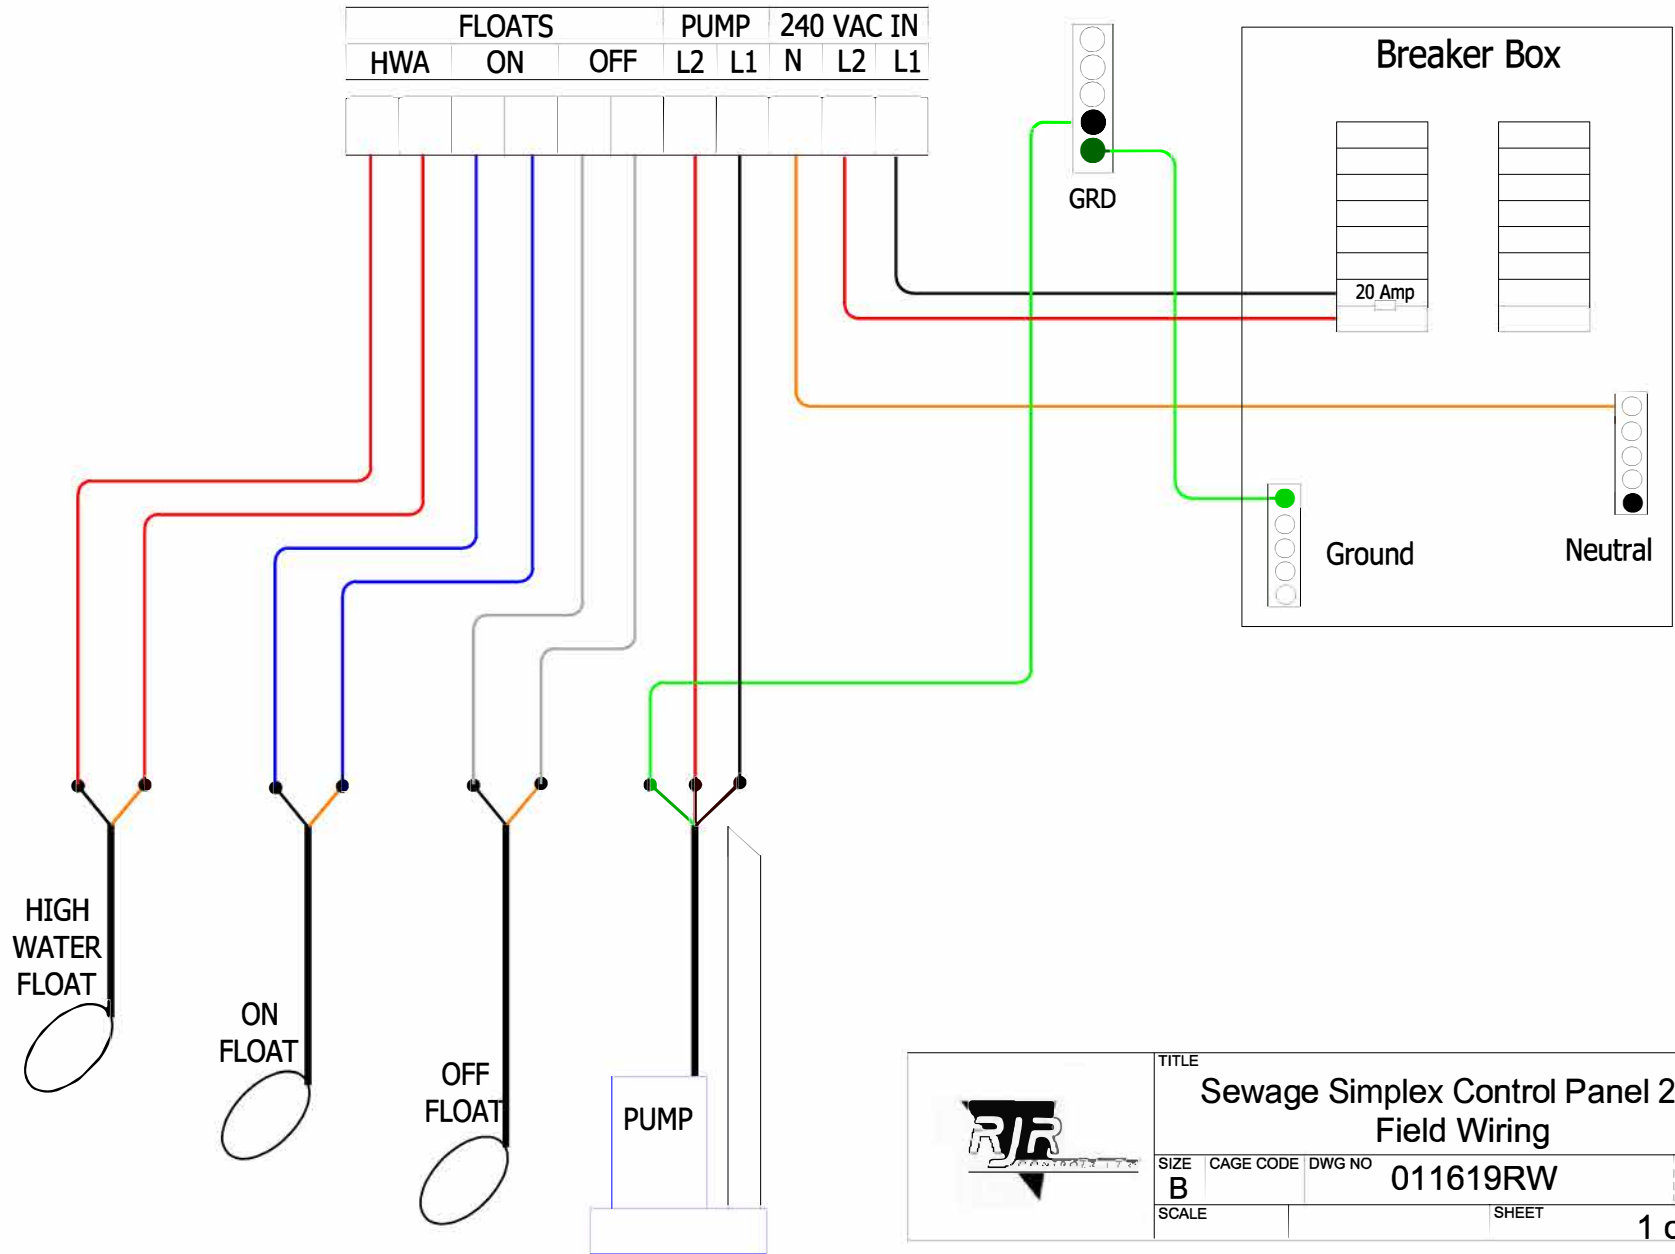 FLOATS PUMP 240 VAC IN
HWA ON OFF L2 L1 N L2 L1
GRD
Breaker Box
20 Amp
Ground
Neutral
HIGH
WATER
FLOAT
ON
FLOAT
OFF
FLOAT
PUMP
RJR
TITLE
Sewage Simplex Control Panel 2
Field Wiring
SIZE CAGE CODE DWG NO
B 011619RW
SCALE SHEET
1